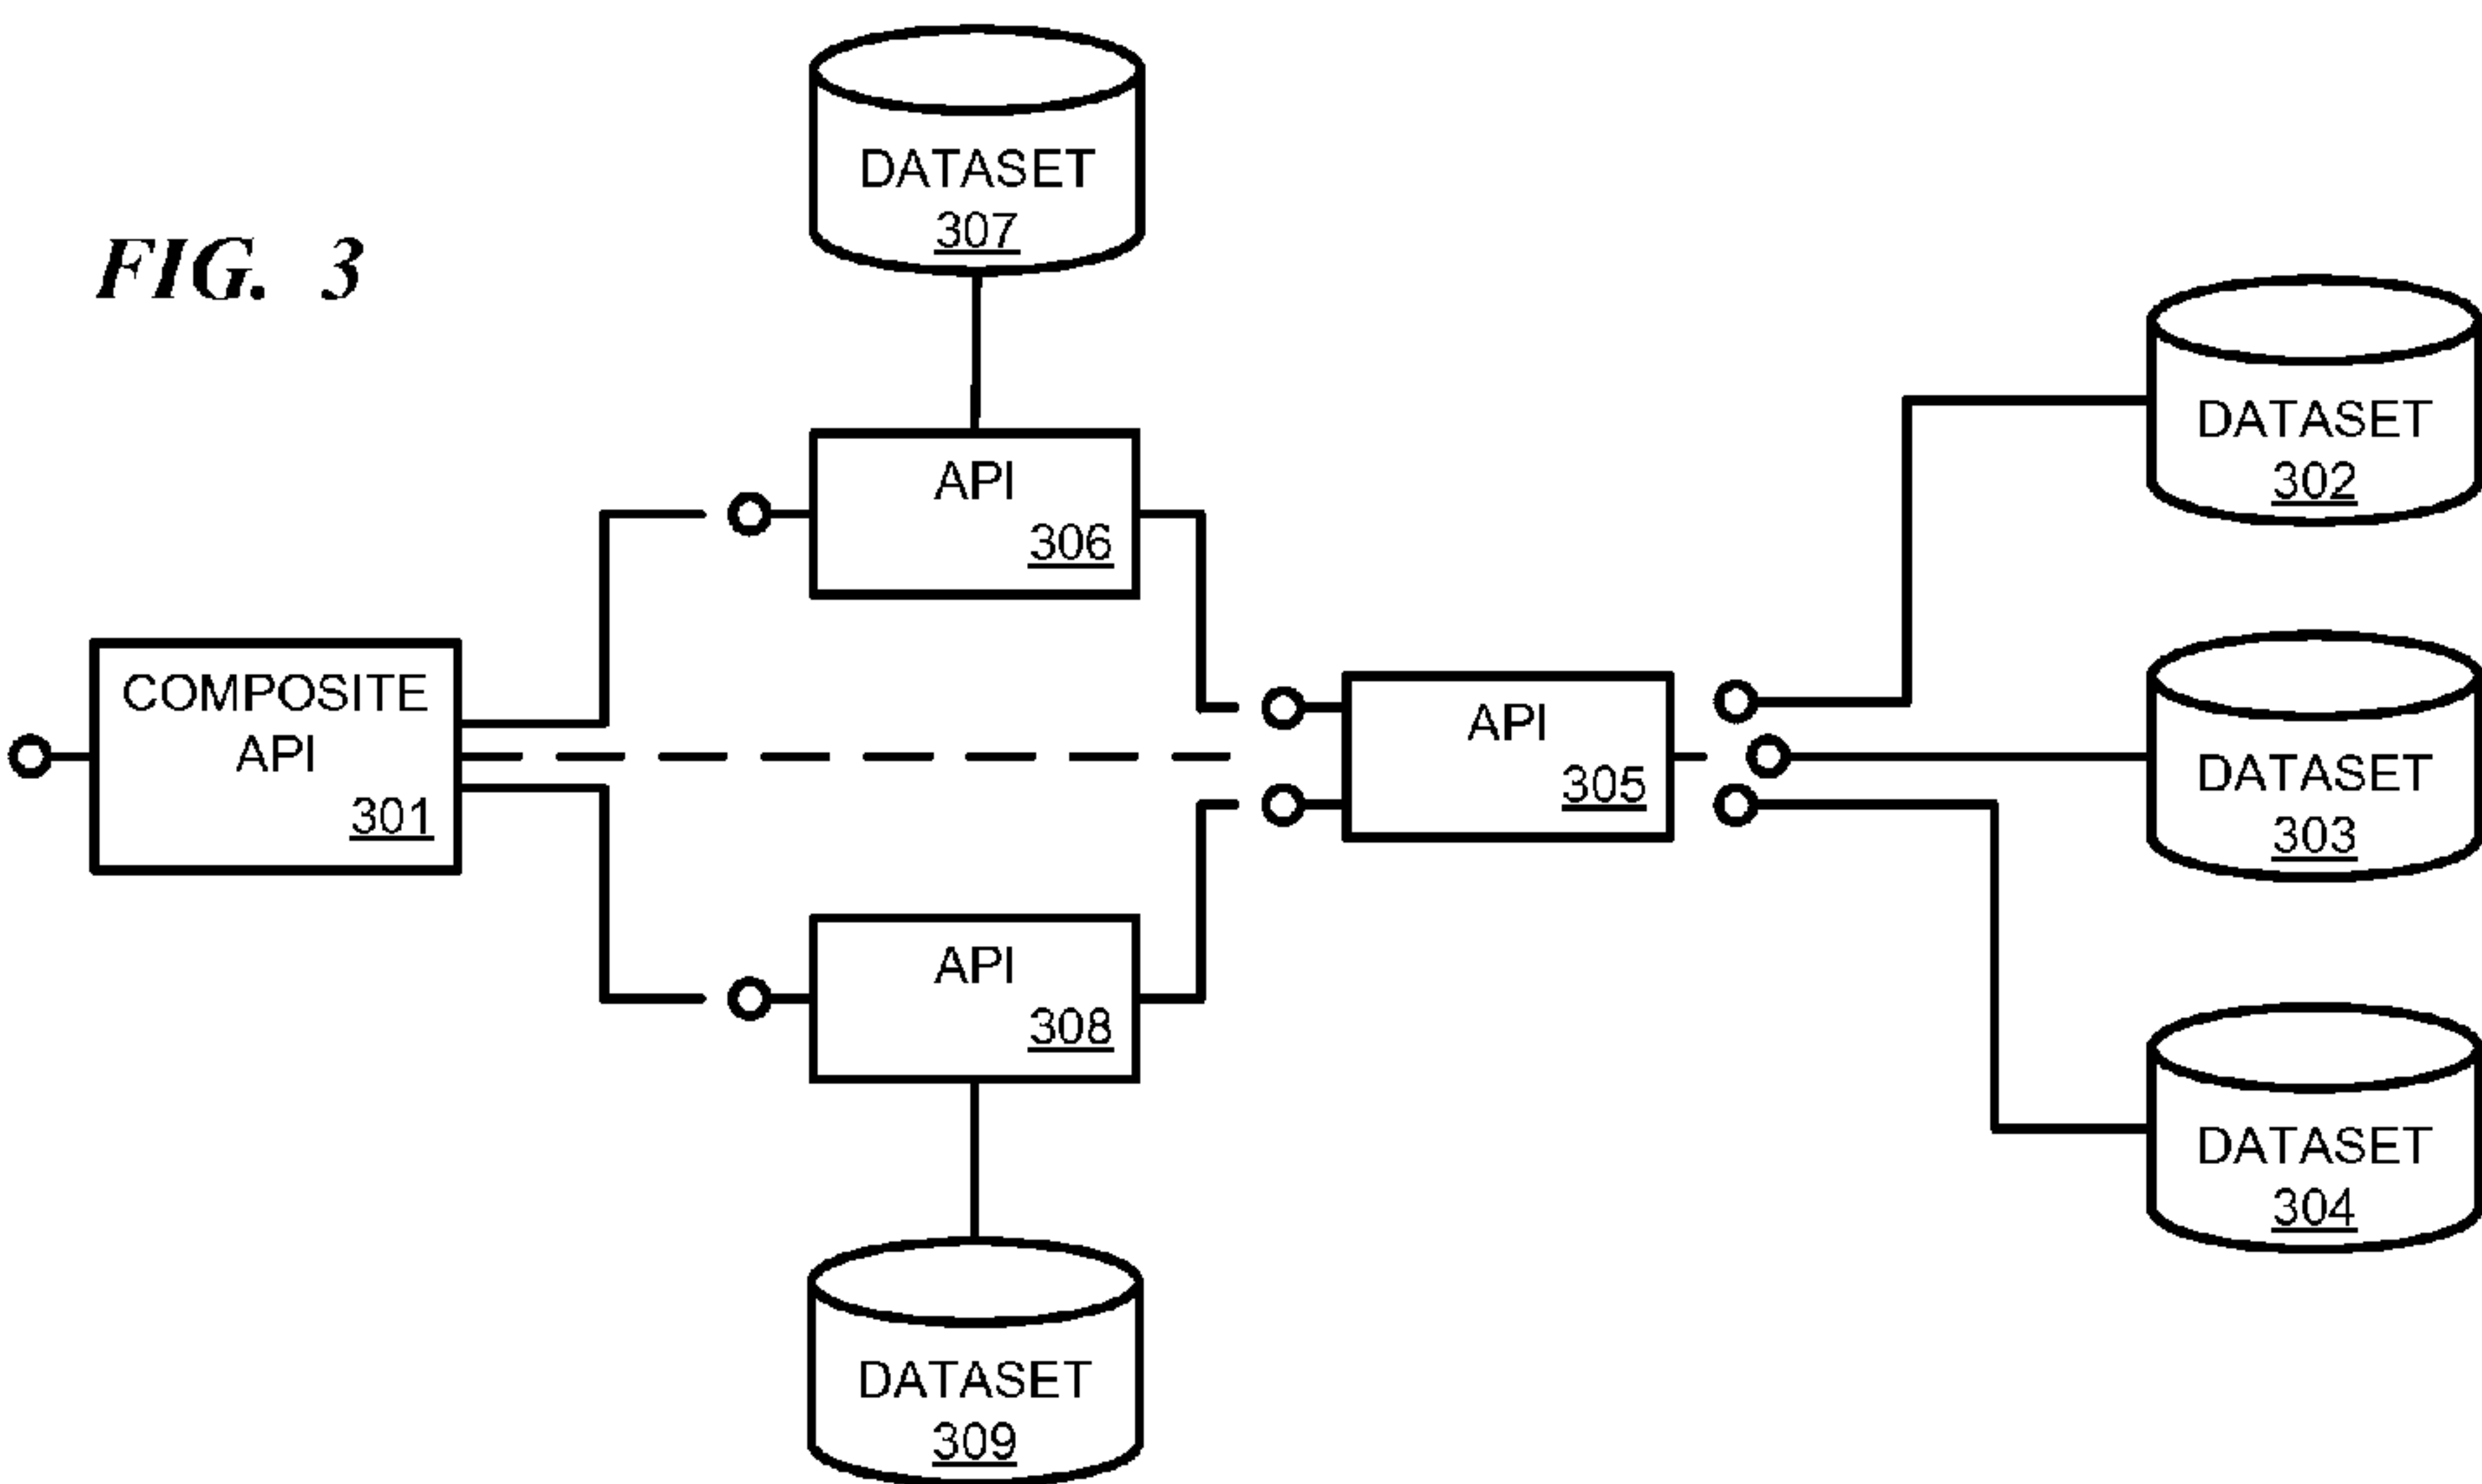 FIG. 3
DATASET
307
API
306
COMPOSITE
API
301
API
305
API
308
DATASET
309
DATASET
302
DATASET
303
DATASET
304